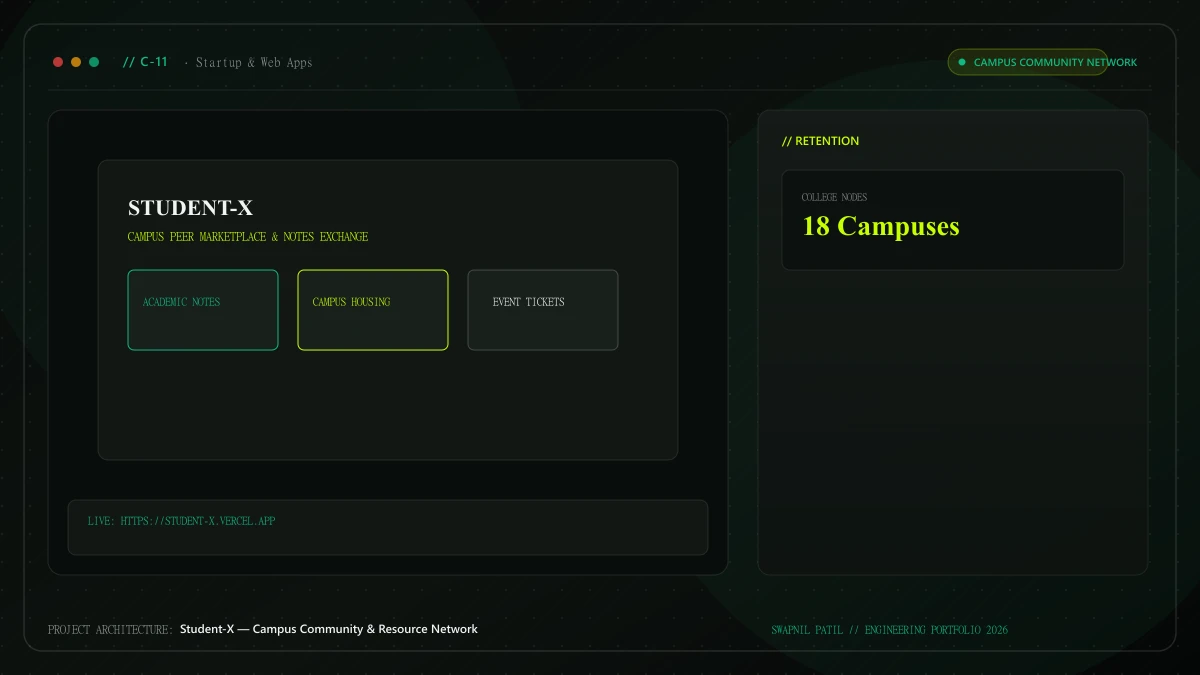 // C-11 · Startup & Web Apps
CAMPUS COMMUNITY NETWORK
STUDENT-X
CAMPUS PEER MARKETPLACE & NOTES EXCHANGE
ACADEMIC NOTES
CAMPUS HOUSING
EVENT TICKETS
LIVE: HTTPS://STUDENT-X.VERCEL.APP
// RETENTION
COLLEGE NODES
18 Campuses
PROJECT ARCHITECTURE: Student-X — Campus Community & Resource Network
SWAPNIL PATIL // ENGINEERING PORTFOLIO 2026